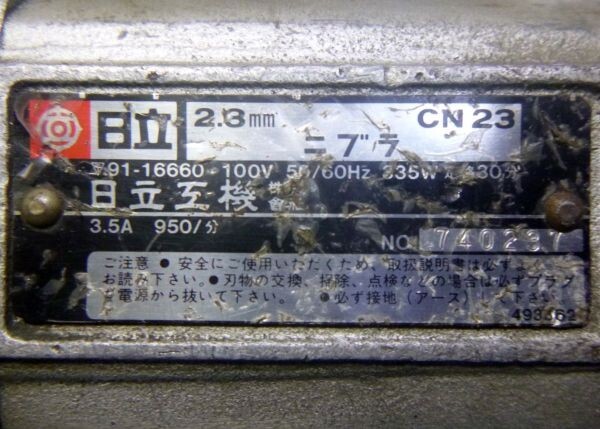 日立 2.3mm ニブラ CN 23
91-16660 100V 50/60Hz 335W 30分
日立工機
3.5A 950/分
NO. 740237
ご注意 ● 安全にご使用いただくため、取扱説明書は必ず
お読み下さい。●刃物の交換、掃除、点検などの場合は必ずプラグ
を電源から抜いて下さい。 ●必ず接地(アース)して下さい。
493462